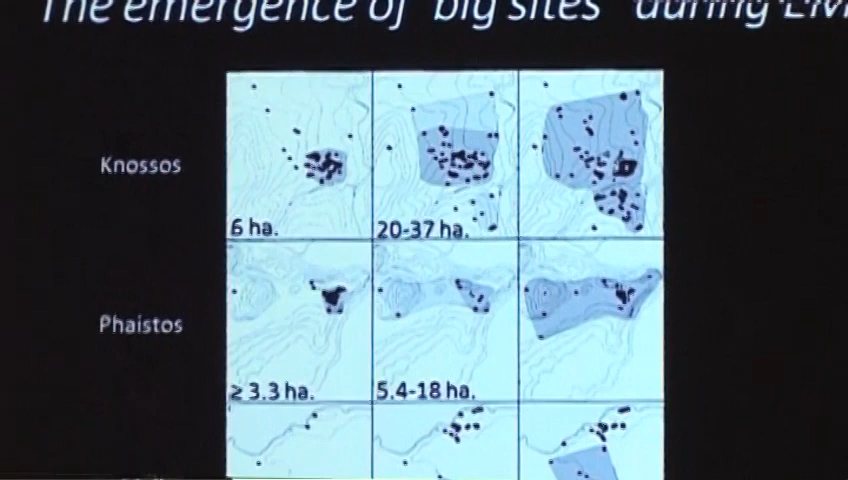 The emergence of "big sites" during
Knossos
6 ha.
20-37 ha.
Phaistos
≥ 3.3 ha.
5.4-18 ha.